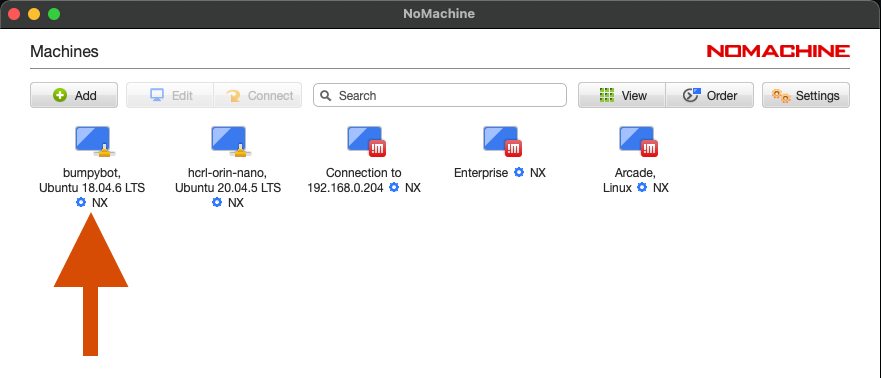 NoMachine
Machines
NOMACHINE
Add
Edit
Connect
Search
View
Order
Settings
bumpybot,
Ubuntu 18.04.6 LTS
NX
hcrl-orin-nano,
Ubuntu 20.04.5 LTS
NX
!M
Connection to
192.168.0.204 NX
!M
Enterprise NX
!M
Arcade,
Linux NX